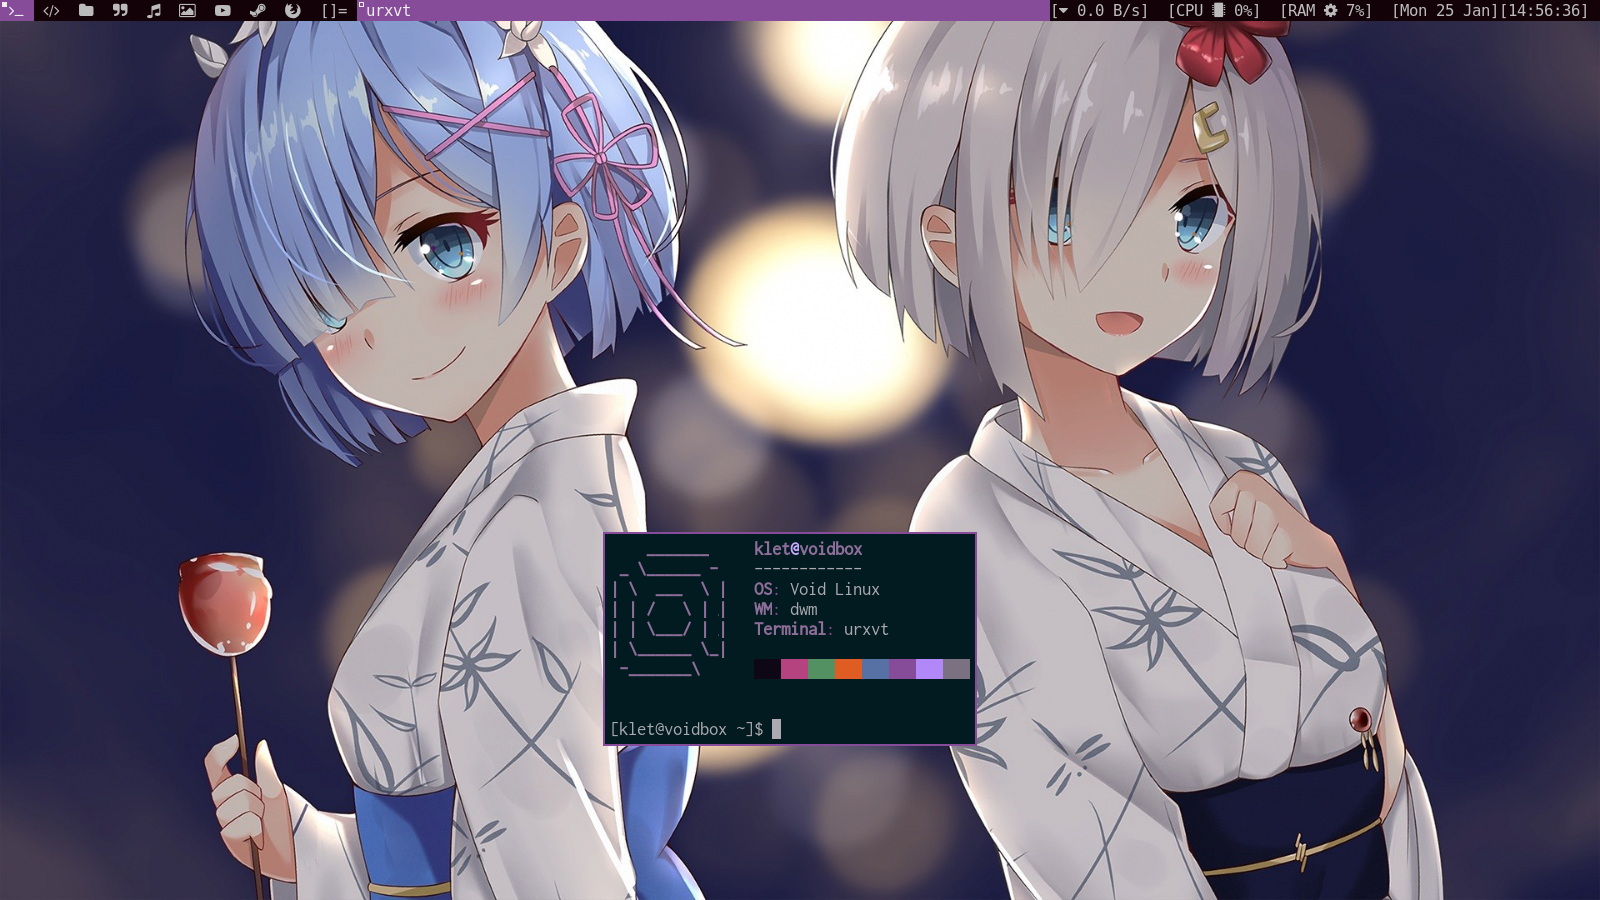 []= urxvt [ 0.0 B/s] [CPU 0%] [RAM 7%] [Mon 25 Jan][14:56:36]
klet@voidbox
------------
OS: Void Linux
WM: dwm
Terminal: urxvt
[klet@voidbox ~]$